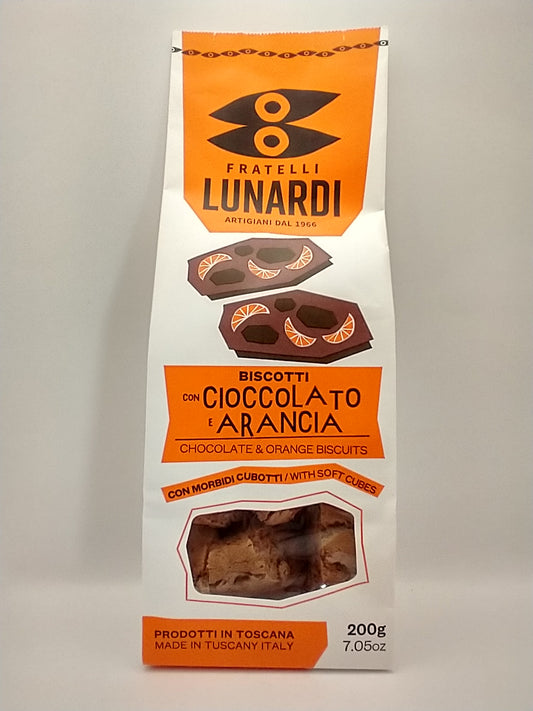 FRATELLI
LUNARDI
ARTIGIANI DAL 1966
BISCOTTI
CON CIOCCOLATO
E ARANCIA
CHOCOLATE & ORANGE BISCUITS
CON MORBIDI CUBOTTI / WITH SOFT CUBES
PRODOTTI IN TOSCANA
MADE IN TUSCANY ITALY
200g
7.05oz